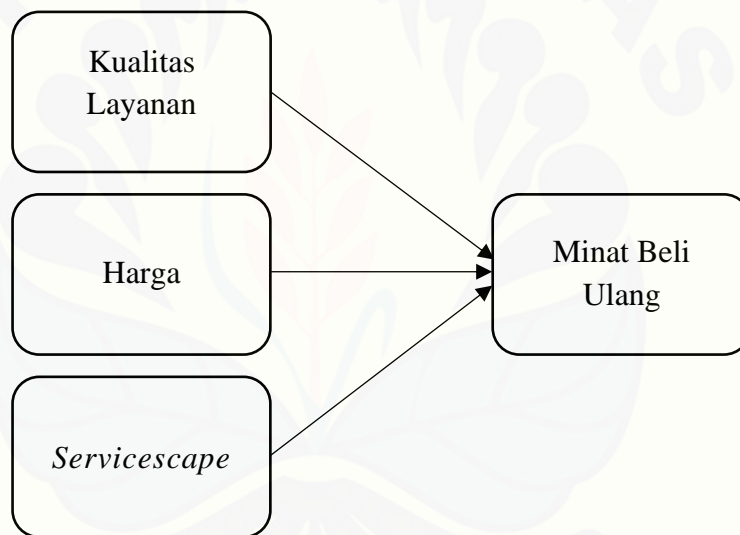 Kualitas
Layanan
Harga
Minat Beli
Ulang
Servicescape